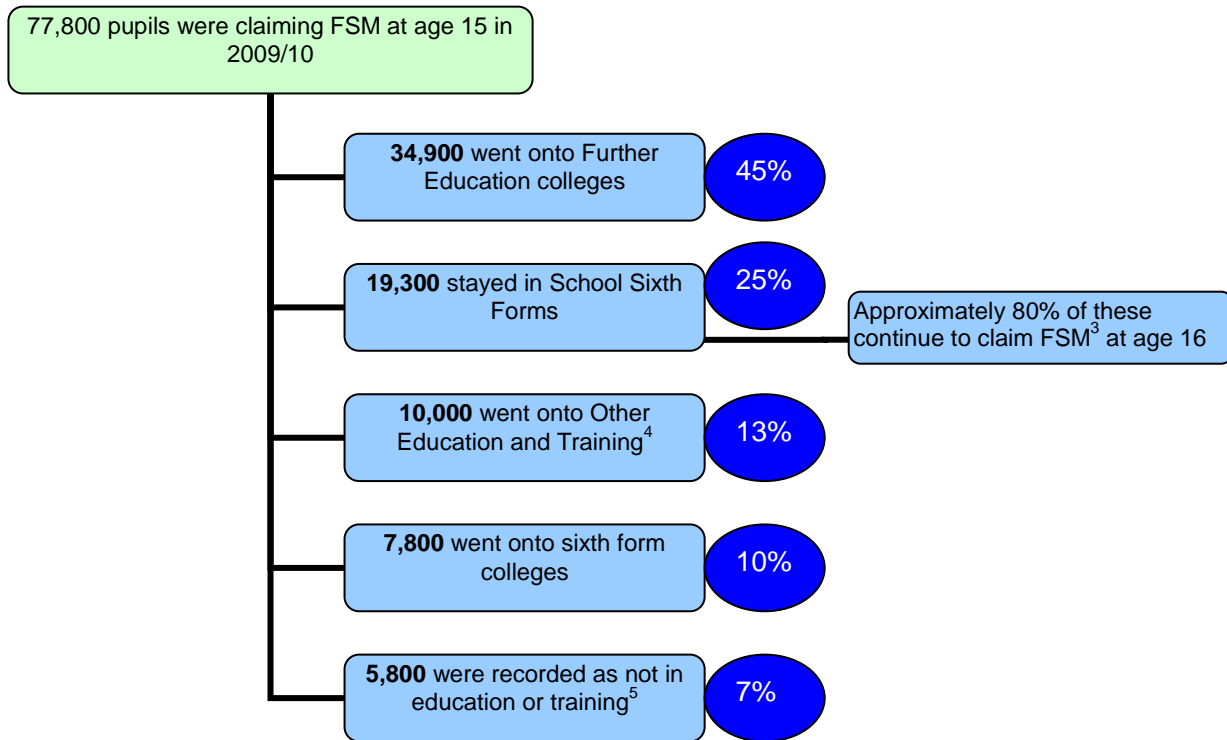 77,800 pupils were claiming FSM at age 15 in
2009/10
34,900 went onto Further
Education colleges
45%
19,300 stayed in School Sixth
Forms
25%
Approximately 80% of these
continue to claim FSM³ at age 16
10,000 went onto Other
Education and Training⁴
13%
7,800 went onto sixth form
colleges
10%
5,800 were recorded as not in
education or training⁵
7%